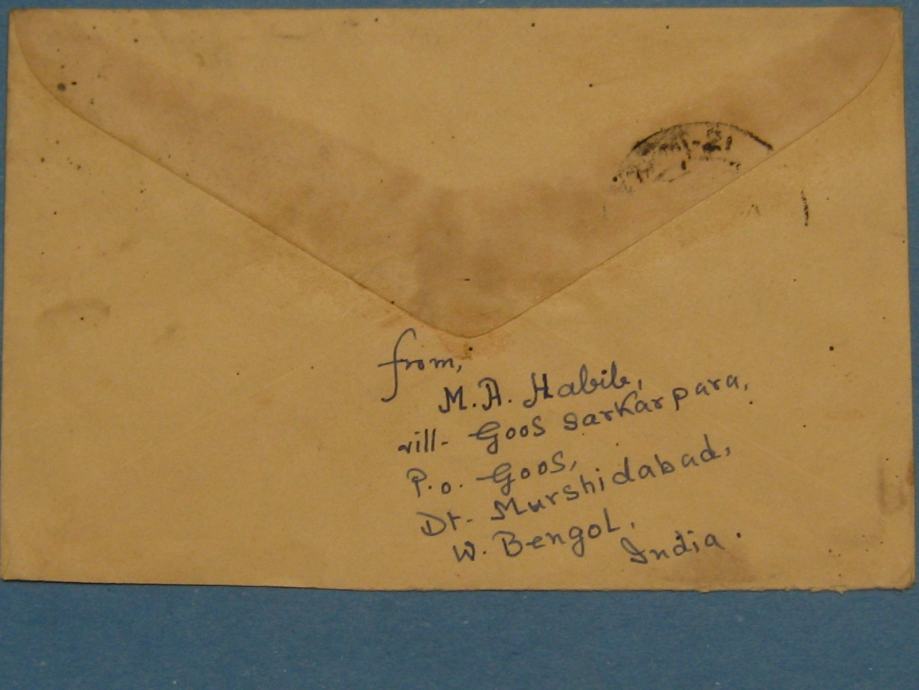 from,
M.A. Habib,
vill- Goos Sarkarpara,
P.o. Goos,
Dt- Murshidabad,
W. Bengol,
India.